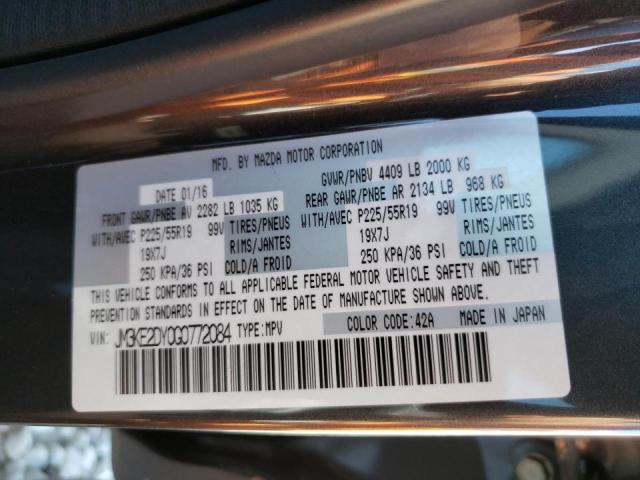 MFD. BY MAZDA MOTOR CORPORATION
DATE 01/16 GVWR/PNBV 4409 LB 2000 KG
FRONT GAWR/PNBE AV 2282 LB 1035 KG REAR GAWR/PNBE AR 2134 LB 968 KG
WITH/AVEC P225/55R19 99V TIRES/PNEUS WITH/AVEC P225/55R19 99V TIRES/PNEUS
19X7J RIMS/JANTES 19X7J RIMS/JANTES
250 KPA/36 PSI COLD/A FROID 250 KPA/36 PSI COLD/A FROID
THIS VEHICLE CONFORMS TO ALL APPLICABLE FEDERAL MOTOR VEHICLE SAFETY AND THEFT
PREVENTION STANDARDS IN EFFECT ON THE DATE OF MANUFACTURE SHOWN ABOVE.
VIN: JM3KE2DY0G0772084 TYPE:MPV COLOR CODE:42A MADE IN JAPAN